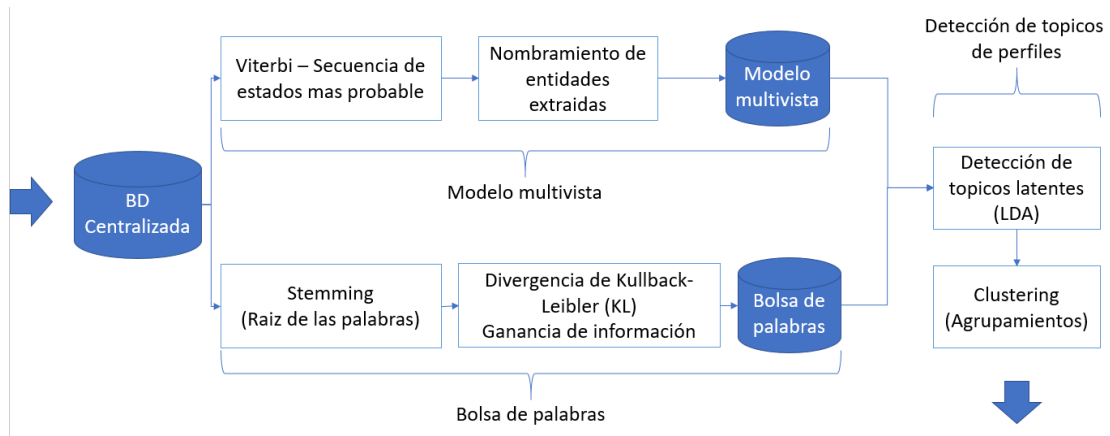 Detección de topicos
de perfiles
Viterbi – Secuencia de
estados mas probable
Nombramiento de
entidades
extraidas
Modelo
multivista
Modelo multivista
BD
Centralizada
Detección de
topicos latentes
(LDA)
Stemming
(Raiz de las palabras)
Divergencia de Kullback-
Leibler (KL)
Ganancia de información
Bolsa de
palabras
Clustering
(Agrupamientos)
Bolsa de palabras